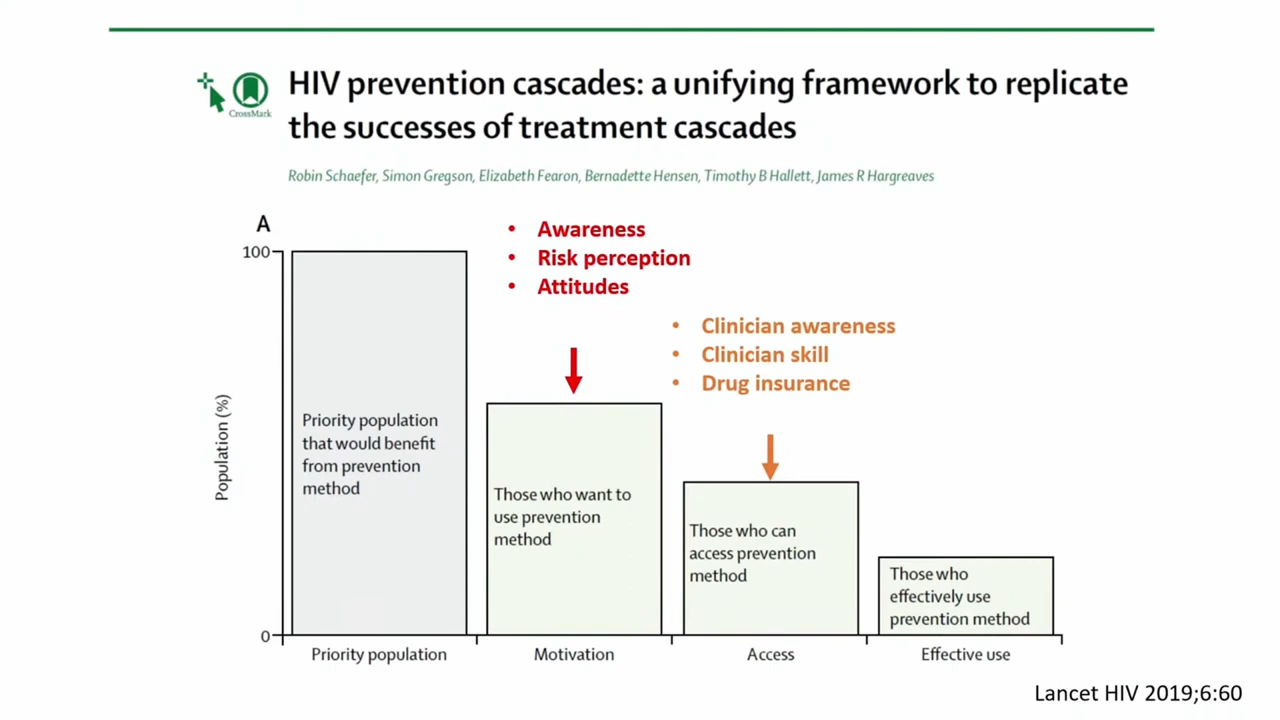 HIV prevention cascades: a unifying framework to replicate
the successes of treatment cascades
CrossMark
Robin Schaefer, Simon Gregson, Elizabeth Fearon, Bernadette Hensen, Timothy B Hallett, James R Hargreaves
A
• Awareness
• Risk perception
• Attitudes
• Clinician awareness
• Clinician skill
• Drug insurance
100
0
Population (%)
Priority population
that would benefit
from prevention
method
Those who want to
use prevention
method
Those who can
access prevention
method
Those who
effectively use
prevention method
Priority population
Motivation
Access
Effective use
Lancet HIV 2019;6:60